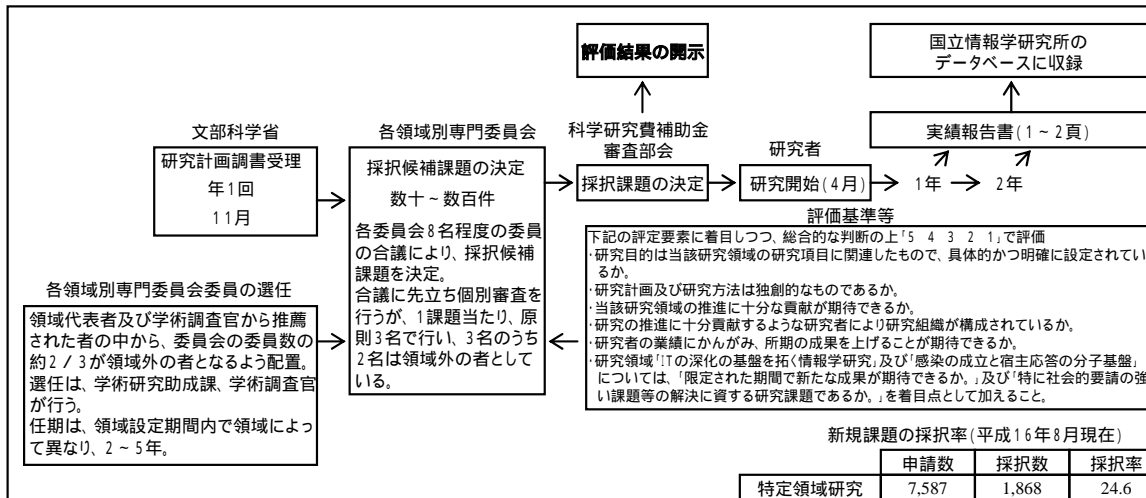 評価結果の開示
国立情報学研究所の
データベースに収録
文部科学省
研究計画調書受理
年1回
11月
各領域別専門委員会
採択候補課題の決定
数十～数百件
各委員会8名程度の委員
の合議により、採択候補
課題を決定。
合議に先立ち個別審査を
行うが、1課題当たり、原
則3名で行い、3名のうち
2名は領域外の者として
いる。
科学研究費補助金
審査部会
採択課題の決定
研究者
研究開始(4月)
1年
2年
実績報告書(1～2頁)
各領域別専門委員会委員の選任
領域代表者及び学術調査官から推薦
された者の中から、委員会の委員数の
約2/3が領域外の者となるよう配置。
選任は、学術研究助成課、学術調査官
が行う。
任期は、領域設定期間内で領域によっ
て異なり、2～5年。
評価基準等
下記の評定要素に着目しつつ、総合的な判断の上「5 4 3 2 1」で評価
・研究目的は当該研究領域の研究項目に関連したもので、具体的かつ明確に設定されてい
るか。
・研究計画及び研究方法は独創的なものであるか。
・当該研究領域の推進に十分な貢献が期待できるか。
・研究の推進に十分貢献するような研究者により研究組織が構成されているか。
・研究者の業績にかんがみ、所期の成果を上げることが期待できるか。
・研究領域「ITの深化の基盤を拓く情報学研究」及び「感染の成立と宿主応答の分子基盤」
については、「限定された期間で新たな成果が期待できるか。」及び「特に社会的要請の強
い課題等の解決に資する研究課題であるか。」を着目点として加えること。
新規課題の採択率(平成16年8月現在)
申請数 採択数 採択率
特定領域研究 7,587 1,868 24.6